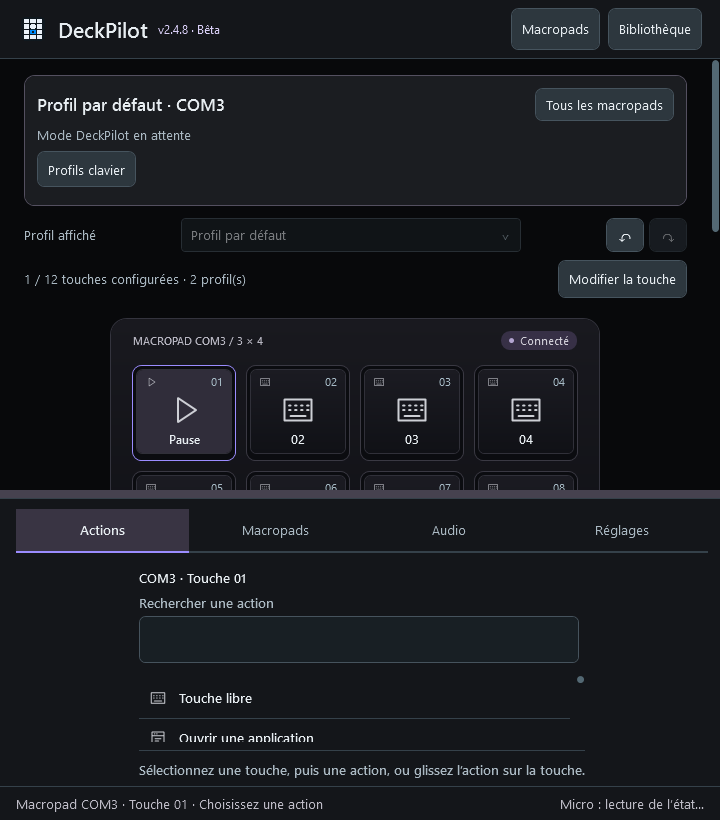 DeckPilot v2.4.8 · Bêta
Macropads
Bibliothèque
Profil par défaut · COM3
Tous les macropads
Mode DeckPilot en attente
Profils clavier
Profil affiché
Profil par défaut
1 / 12 touches configurées · 2 profil(s)
Modifier la touche
MACROPAD COM3 / 3 × 4
Connecté
01
Pause
02
02
03
03
04
04
05
06
07
08
Actions
Macropads
Audio
Réglages
COM3 · Touche 01
Rechercher une action
Touche libre
Ouvrir une application
Sélectionnez une touche, puis une action, ou glissez l'action sur la touche.
Macropad COM3 · Touche 01 · Choisissez une action
Micro : lecture de l'état...